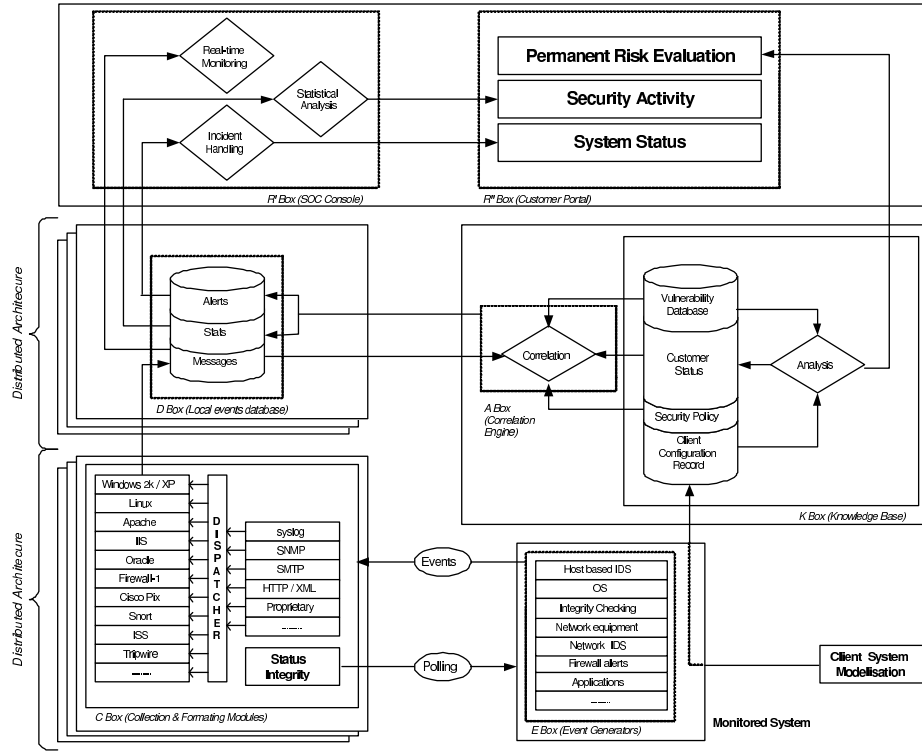 Real-time
Monitoring
Statistical
Analysis
Incident
Handling
R' Box (SOC Console)
Permanent Risk Evaluation
Security Activity
System Status
R" Box (Customer Portal)
Distributed Architecure
Alerts
Stats
Messages
D Box (Local events database)
Correlation
A Box
(Correlation
Engine)
Vulnerability
Database
Customer
Status
Security Policy
Client
Configuration
Record
Analysis
K Box (Knowledge Base)
Distributed Architecure
Windows 2k / XP
Linux
Apache
IIS
Oracle
Firewall-1
Cisco Pix
Snort
ISS
Tripwire
........
DISPATCHER
syslog
SNMP
SMTP
HTTP / XML
Proprietary
........
Status
Integrity
C Box (Collection & Formating Modules)
Events
Polling
Host based IDS
OS
Integrity Checking
Network equipment
Network IDS
Firewall alerts
Applications
........
E Box (Event Generators)
Monitored System
Client System
Modellisation